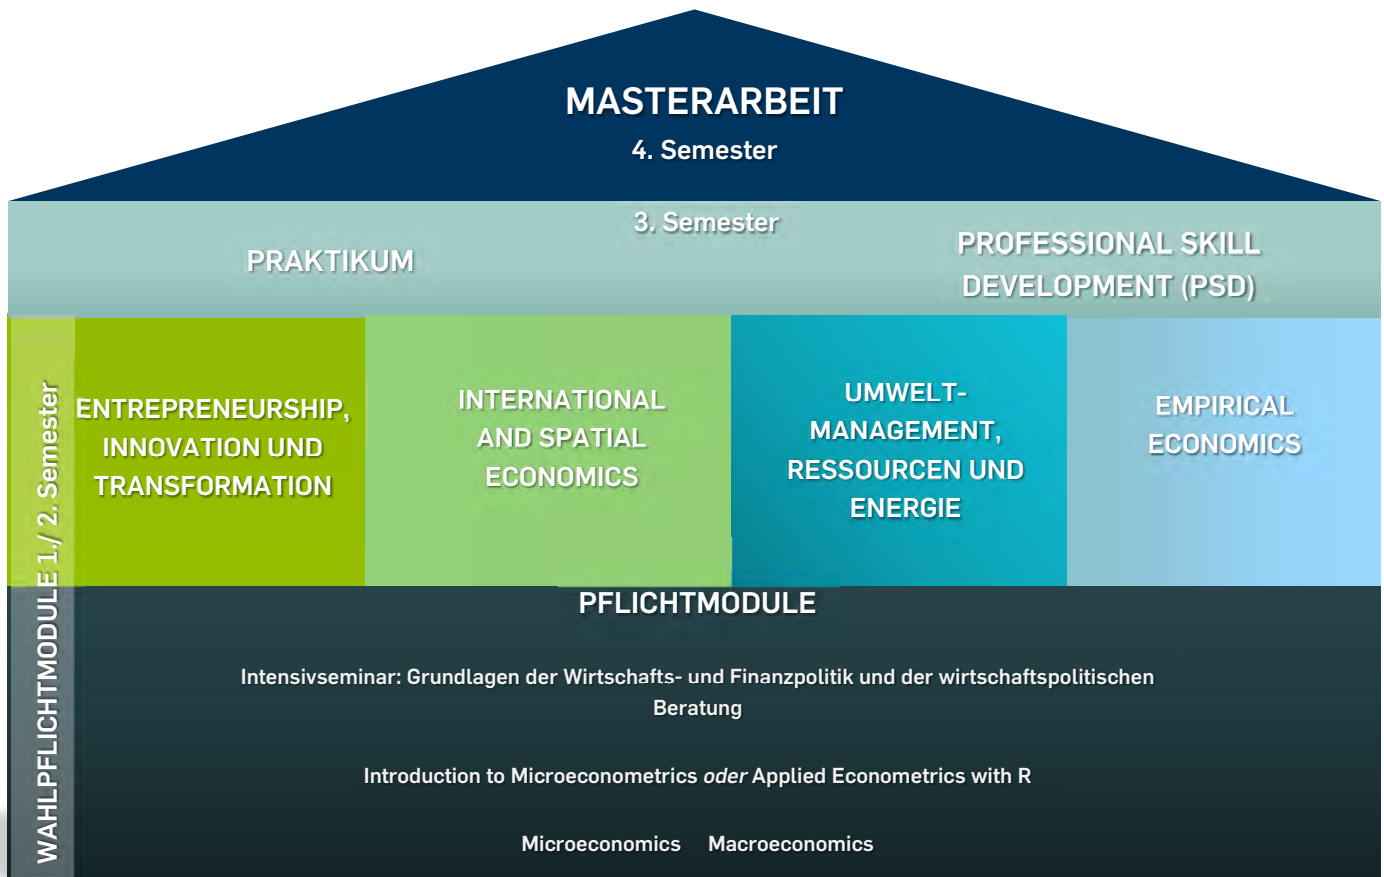 MASTERARBEIT
4. Semester
3. Semester
PRAKTIKUM
PROFESSIONAL SKILL
DEVELOPMENT (PSD)
WAHLPFLICHTMODULE 1./ 2. Semester
ENTREPRENEURSHIP,
INNOVATION UND
TRANSFORMATION
INTERNATIONAL
AND SPATIAL
ECONOMICS
UMWELT-
MANAGEMENT,
RESSOURCEN UND
ENERGIE
EMPIRICAL
ECONOMICS
PFLICHTMODULE
Intensivseminar: Grundlagen der Wirtschafts- und Finanzpolitik und der wirtschaftspolitischen
Beratung
Introduction to Microeconometrics oder Applied Econometrics with R
Microeconomics Macroeconomics